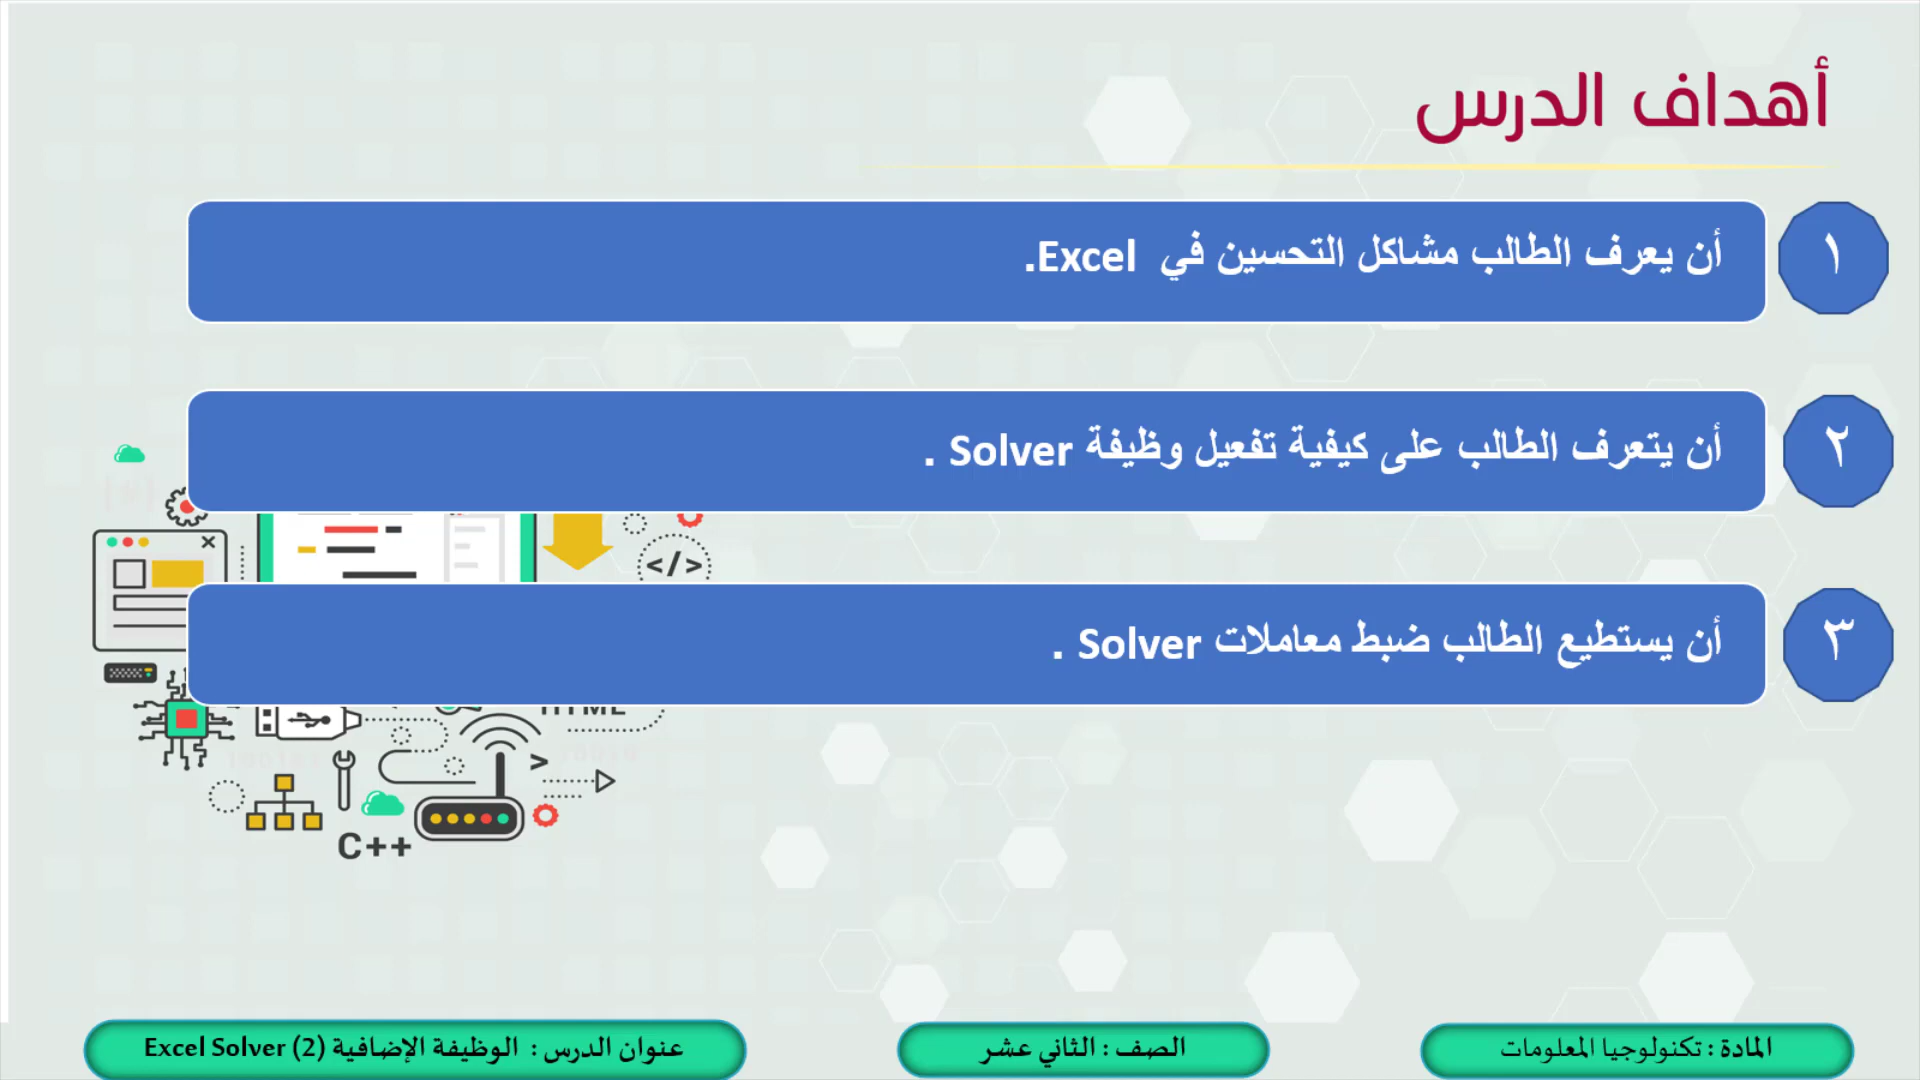 أهداف الدرس
١
أن يعرف الطالب مشاكل التحسين في Excel.
٢
أن يتعرف الطالب على كيفية تفعيل وظيفة Solver .
٣
أن يستطيع الطالب ضبط معاملات Solver .
</>
HTML
>
C++
المادة : تكنولوجيا المعلومات
الصف : الثاني عشر
عنوان الدرس : الوظيفة الإضافية Excel Solver (2)